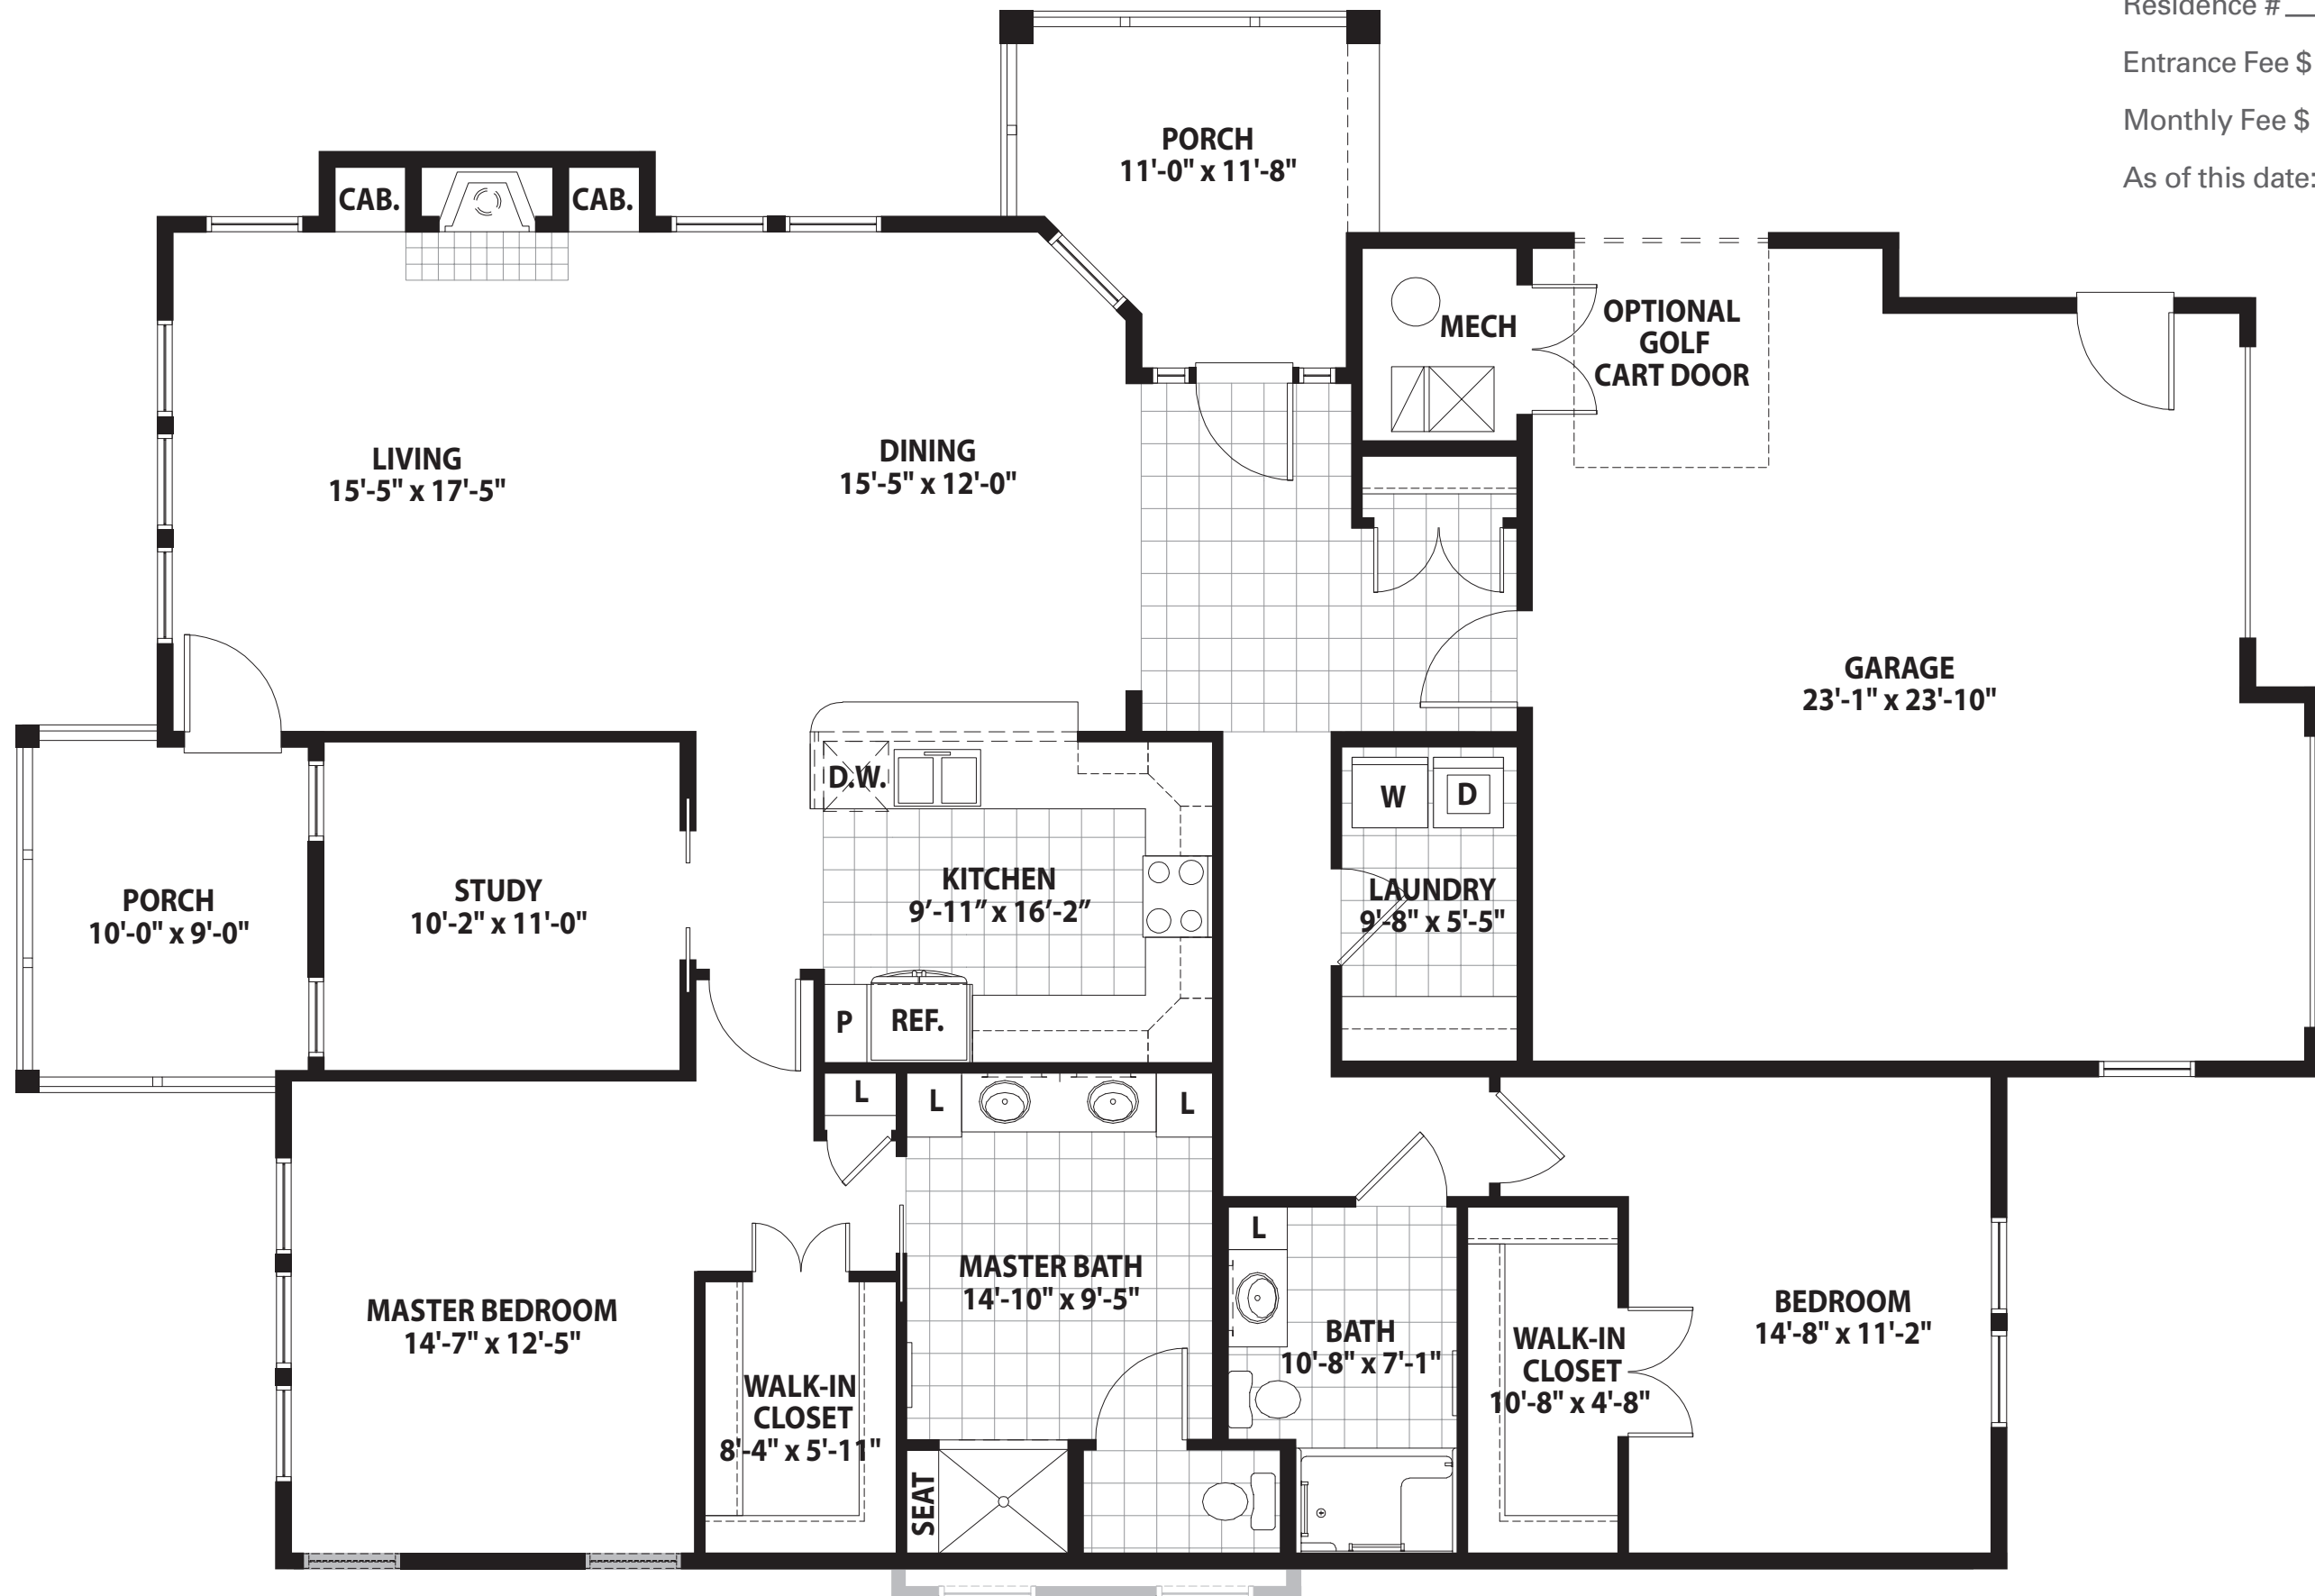 Residence #
Entrance Fee $
Monthly Fee $
As of this date:
PORCH
11'-0" x 11'-8"
CAB.
CAB.
MECH
OPTIONAL
GOLF
CART DOOR
LIVING
15'-5" x 17'-5"
DINING
15'-5" x 12'-0"
GARAGE
23'-1" x 23'-10"
D.W.
W
D
PORCH
10'-0" x 9'-0"
STUDY
10'-2" x 11'-0"
KITCHEN
9′-11″ x 16′-2″
LAUNDRY
9'-8" x 5'-5"
P
REF.
L
L
L
L
MASTER BEDROOM
14'-7" x 12'-5"
MASTER BATH
14'-10" x 9'-5"
BATH
10'-8" x 7'-1"
WALK-IN
CLOSET
10'-8" x 4'-8"
BEDROOM
14'-8" x 11'-2"
WALK-IN
CLOSET
8'-4" x 5'-11"
SEAT